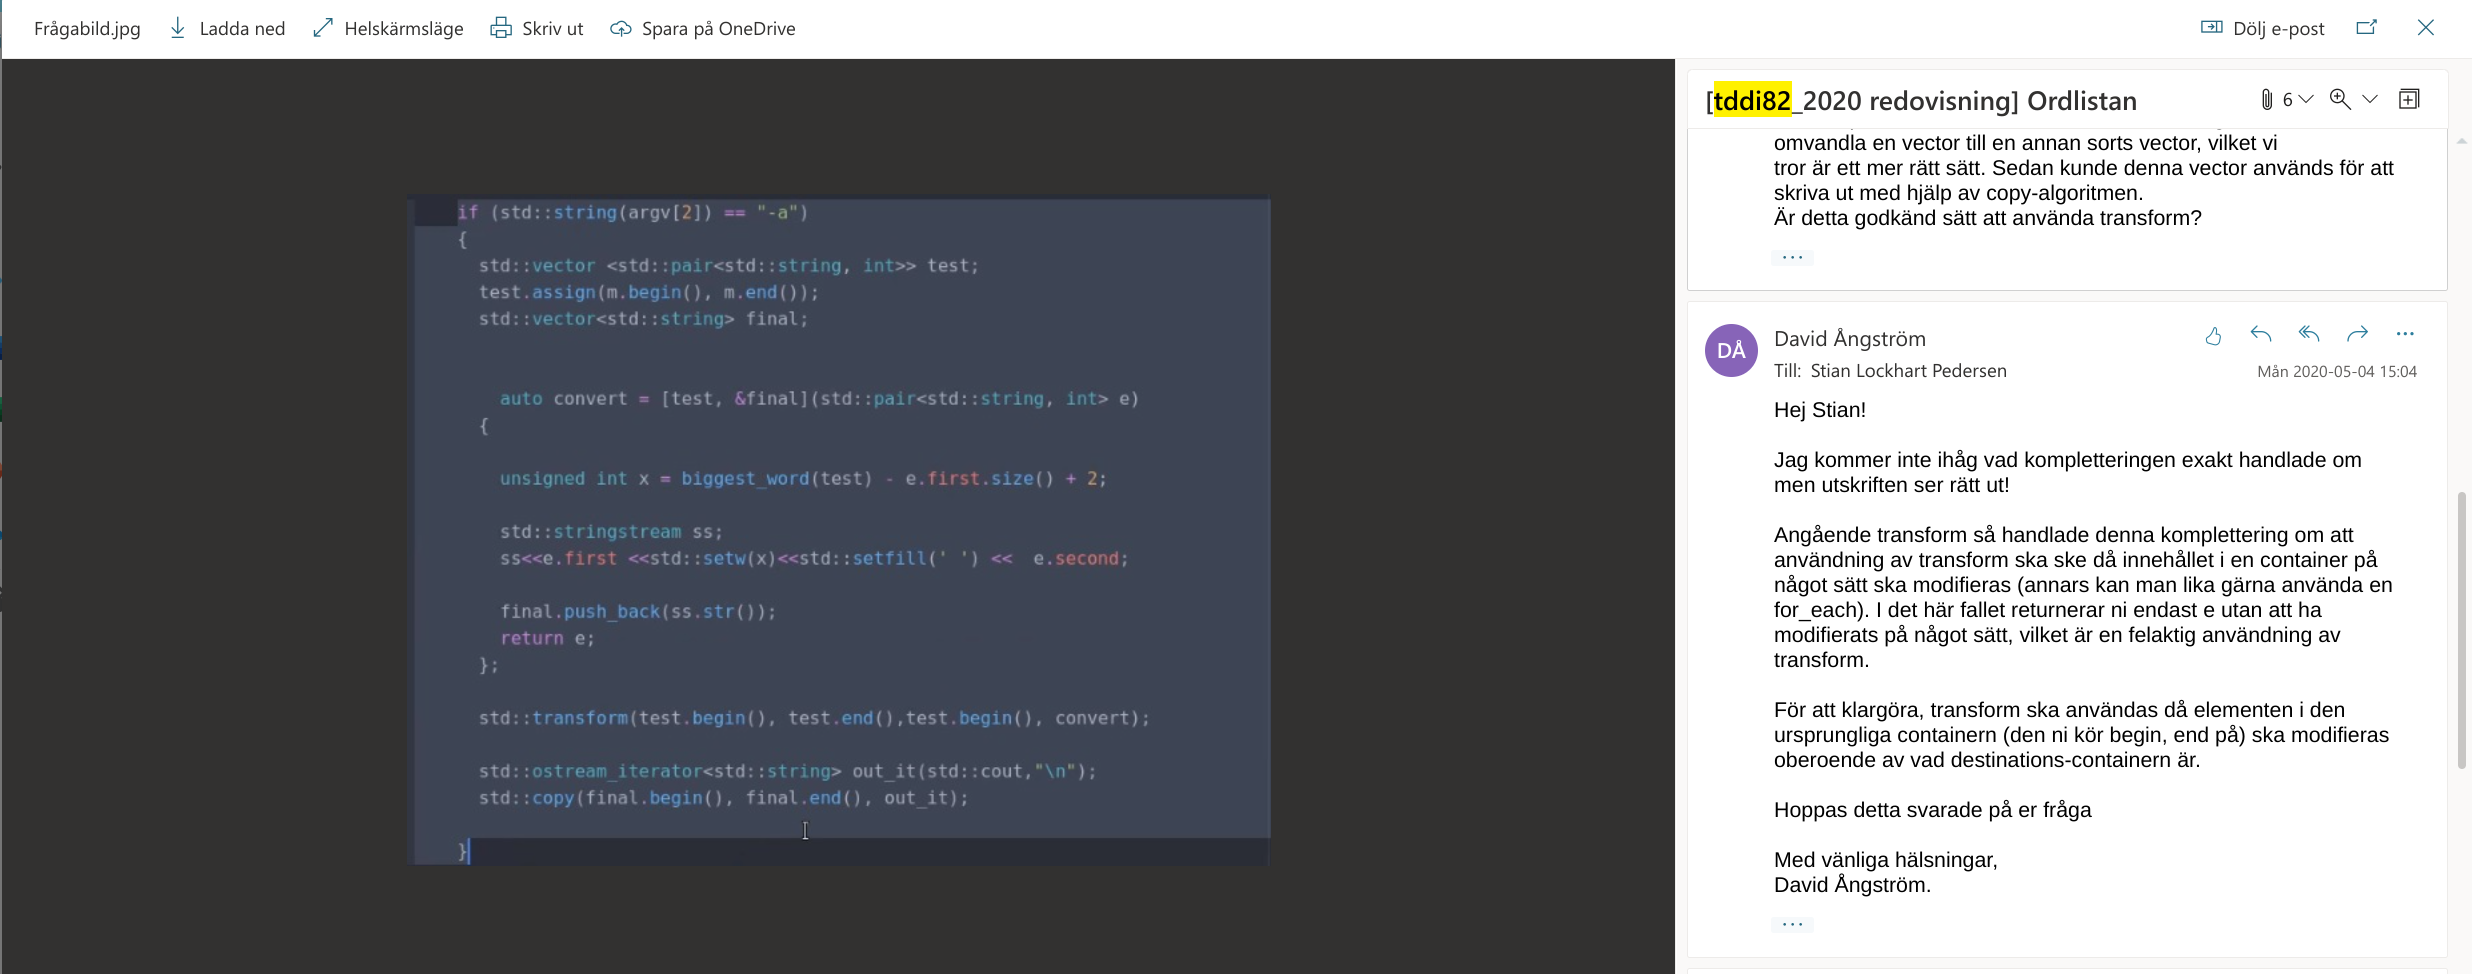 Frågabild.jpg Ladda ned Helskärmsläge Skriv ut Spara på OneDrive Dölj e-post
if (std::string(argv[2]) == "-a")
{
std::vector <std::pair<std::string, int>> test;
test.assign(m.begin(), m.end());
std::vector<std::string> final;
auto convert = [test, &final](std::pair<std::string, int> e)
{
unsigned int x = biggest_word(test) - e.first.size() + 2;
std::stringstream ss;
ss<<e.first <<std::setw(x)<<std::setfill(' ') << e.second;
final.push_back(ss.str());
return e;
};
std::transform(test.begin(), test.end(),test.begin(), convert);
std::ostream_iterator<std::string> out_it(std::cout,"\n");
std::copy(final.begin(), final.end(), out_it);
}
[tddi82_2020 redovisning] Ordlistan 6
omvandla en vector till en annan sorts vector, vilket vi
tror är ett mer rätt sätt. Sedan kunde denna vector används för att
skriva ut med hjälp av copy-algoritmen.
Är detta godkänd sätt att använda transform?
...
DÅ
David Ångström
Till: Stian Lockhart Pedersen
Mån 2020-05-04 15:04
Hej Stian!
Jag kommer inte ihåg vad kompletteringen exakt handlade om
men utskriften ser rätt ut!
Angående transform så handlade denna komplettering om att
användning av transform ska ske då innehållet i en container på
något sätt ska modifieras (annars kan man lika gärna använda en
for_each). I det här fallet returnerar ni endast e utan att ha
modifierats på något sätt, vilket är en felaktig användning av
transform.
För att klargöra, transform ska användas då elementen i den
ursprungliga containern (den ni kör begin, end på) ska modifieras
oberoende av vad destinations-containern är.
Hoppas detta svarade på er fråga
Med vänliga hälsningar,
David Ångström.
...